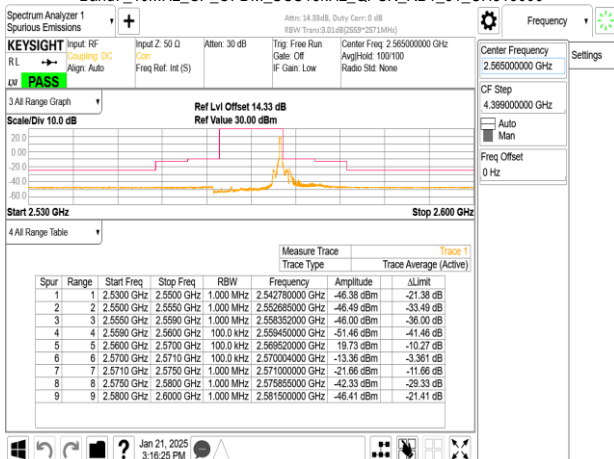 Spectrum Analyzer 1
Spurious Emissions
Attn: 14.33dB, Duty Corr: 0 dB
RBW Trans:3.01dB(2559~2571MHz)
Frequency
KEYSIGHT
RL
PASS
Input: RF
Coupling: DC
Align: Auto
Input Z: 50 Ω
Corr
Freq Ref: Int (S)
Atten: 30 dB
Trig: Free Run
Gate: Off
IF Gain: Low
Center Freq: 2.565000000 GHz
Avg|Hold: 100/100
Radio Std: None
Center Frequency
2.565000000 GHz
Settings
CF Step
4.399000000 GHz
Auto
Man
Freq Offset
0 Hz
3 All Range Graph
Scale/Div 10.0 dB
Ref Lvl Offset 14.33 dB
Ref Value 30.00 dBm
20.0
0.00
-20.0
-40.0
-60.0
Start 2.530 GHz
Stop 2.600 GHz
4 All Range Table
Measure Trace Trace 1
Trace Type Trace Average (Active)
Spur Range Start Freq Stop Freq RBW Frequency Amplitude ΔLimit
1 1 2.5300 GHz 2.5500 GHz 1.000 MHz 2.542780000 GHz -46.38 dBm -21.38 dB
2 2 2.5500 GHz 2.5550 GHz 1.000 MHz 2.552685000 GHz -46.49 dBm -33.49 dB
3 3 2.5550 GHz 2.5590 GHz 1.000 MHz 2.558352000 GHz -46.00 dBm -36.00 dB
4 4 2.5590 GHz 2.5600 GHz 100.0 kHz 2.559450000 GHz -51.46 dBm -41.46 dB
5 5 2.5600 GHz 2.5700 GHz 100.0 kHz 2.569520000 GHz 19.73 dBm -10.27 dB
6 6 2.5700 GHz 2.5710 GHz 100.0 kHz 2.570004000 GHz -13.36 dBm -3.361 dB
7 7 2.5710 GHz 2.5750 GHz 1.000 MHz 2.571000000 GHz -21.66 dBm -11.66 dB
8 8 2.5750 GHz 2.5800 GHz 1.000 MHz 2.575855000 GHz -42.33 dBm -29.33 dB
9 9 2.5800 GHz 2.6000 GHz 1.000 MHz 2.581500000 GHz -46.41 dBm -21.41 dB
?
Jan 21, 2025
3:16:25 PM